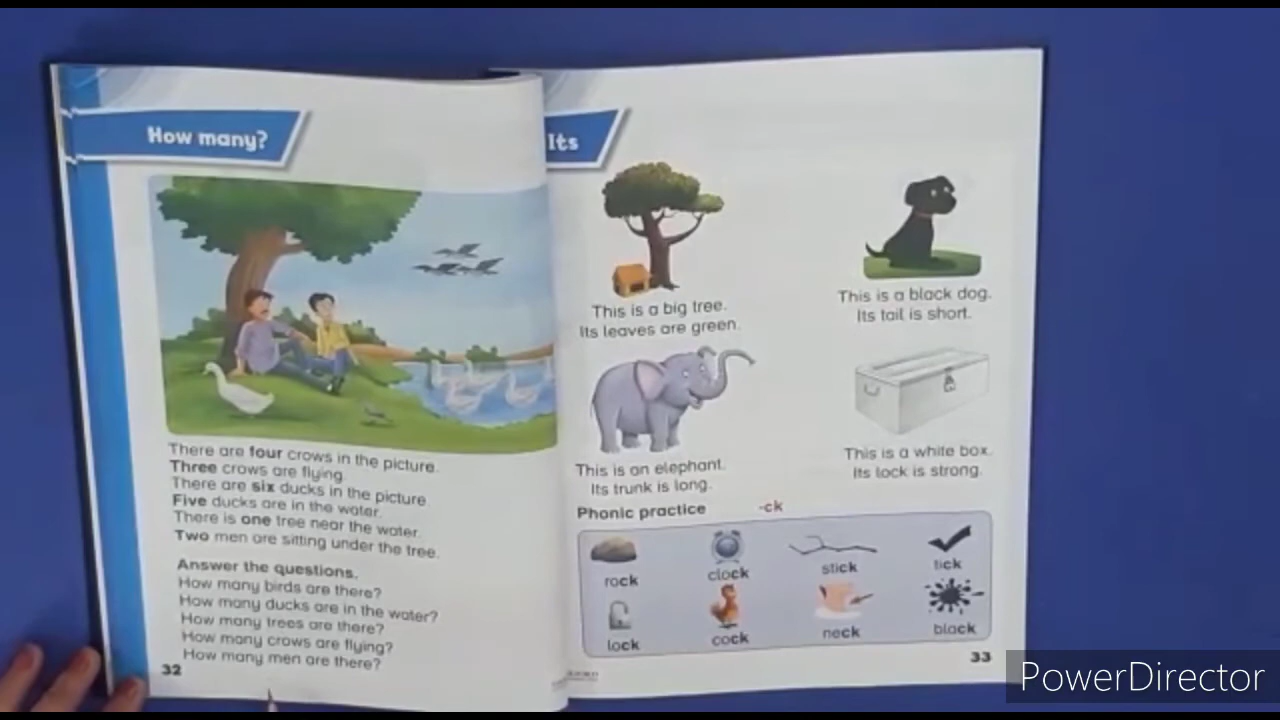 How many?
There are four crows in the picture.
Three crows are flying.
There are six ducks in the picture.
Five ducks are in the water.
There is one tree near the water.
Two men are sitting under the tree.
Answer the questions.
How many birds are there?
How many ducks are in the water?
How many trees are there?
How many crows are flying?
How many men are there?
32
Its
This is a big tree.
Its leaves are green.
This is a black dog.
Its tail is short.
This is an elephant.
Its trunk is long.
This is a white box.
Its lock is strong.
Phonic practice -ck
rock clock stick tick
lock cock neck black
33
PowerDirector